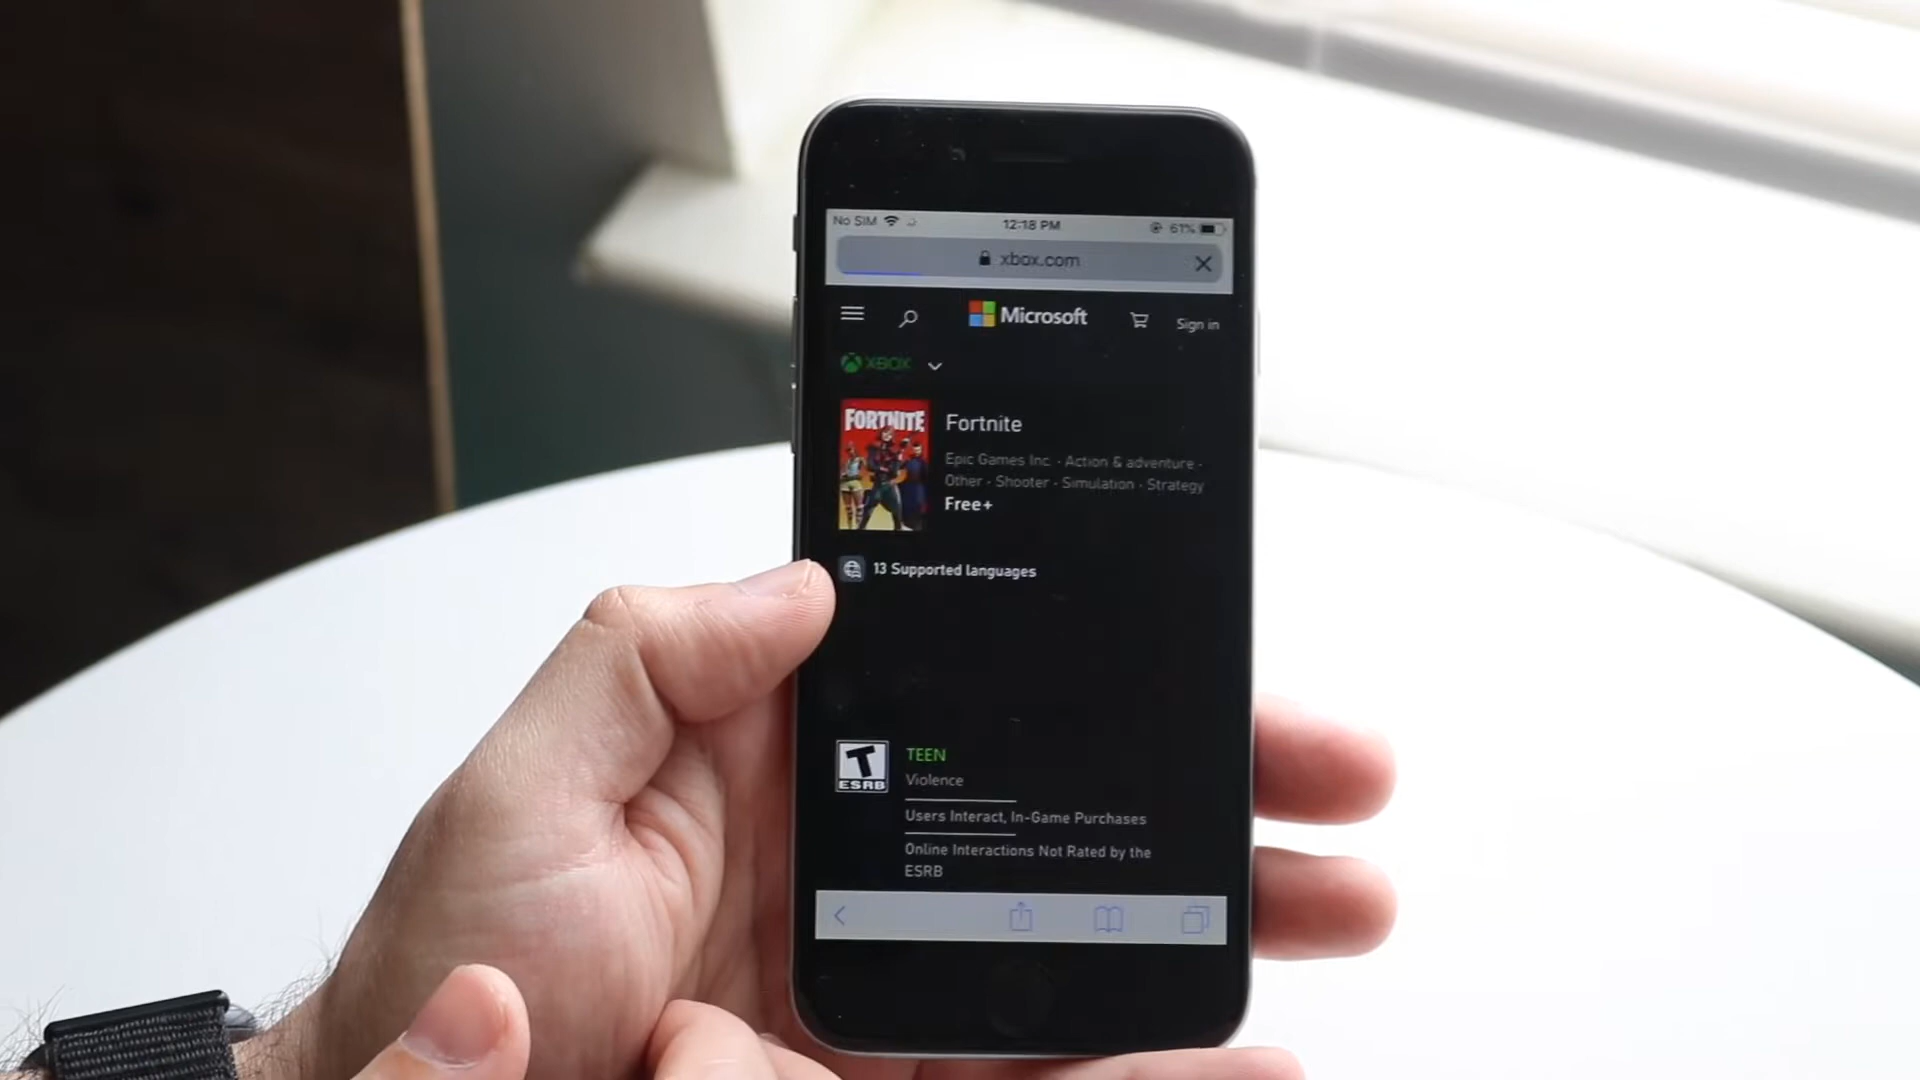 No SIM
12:18 PM
61%
xbox.com
Microsoft
Sign in
XBOX
FORTNITE
Fortnite
Epic Games Inc. · Action & adventure ·
Other · Shooter · Simulation · Strategy
Free+
13 Supported languages
T
ESRB
TEEN
Violence
Users Interact, In-Game Purchases
Online Interactions Not Rated by the
ESRB